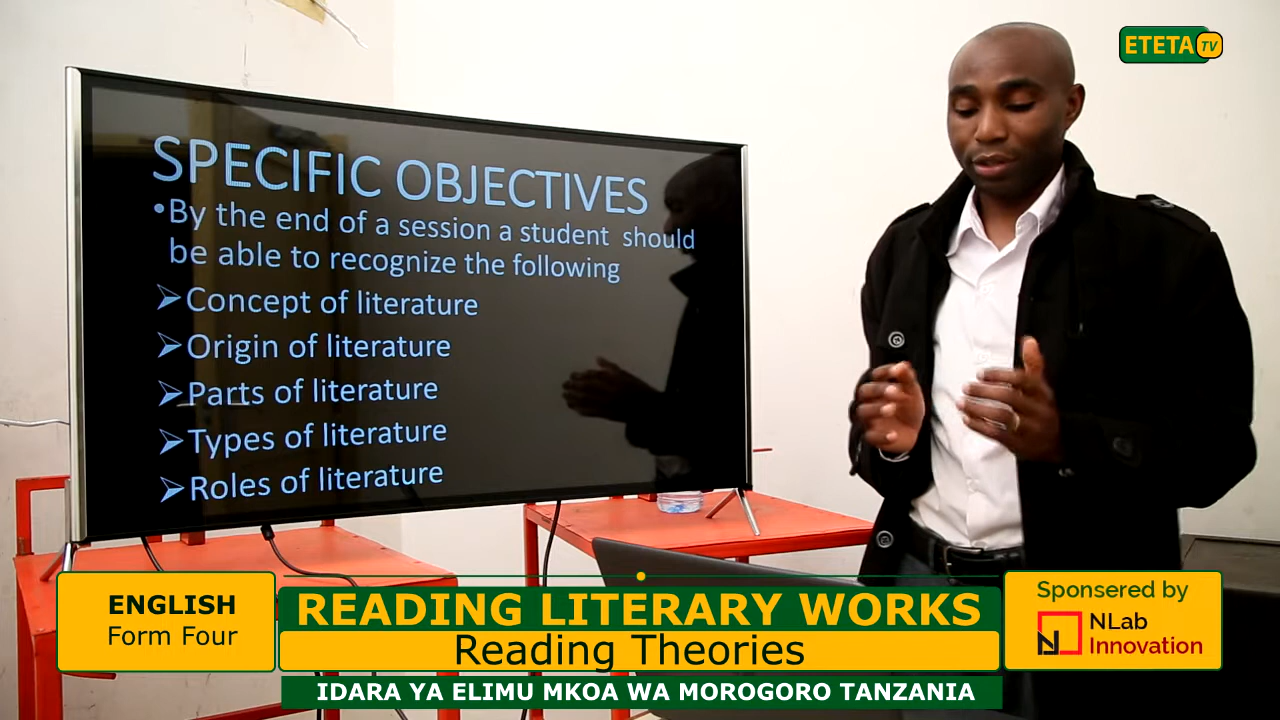 ETETA TV
SPECIFIC OBJECTIVES
•By the end of a session a student should
be able to recognize the following
➢Concept of literature
➢Origin of literature
➢Parts of literature
➢Types of literature
➢Roles of literature
ENGLISH
Form Four
READING LITERARY WORKS
Reading Theories
IDARA YA ELIMU MKOA WA MOROGORO TANZANIA
Sponsered by
NLab
Innovation